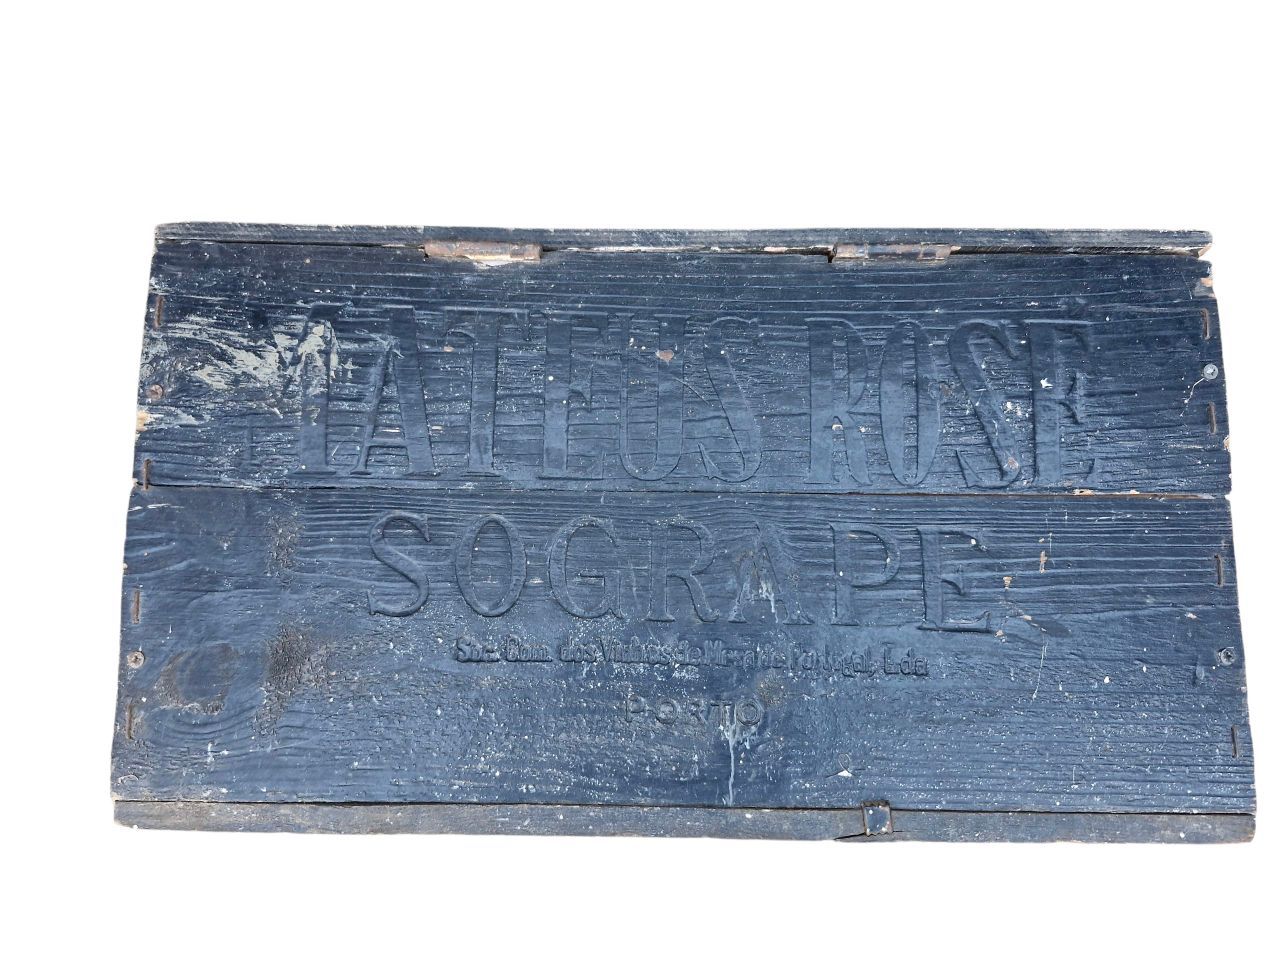 MATEUS ROSE
SOGRAPE
Soc. Com. dos Vinhos de Mesa de Portugal, Lda
PORTO